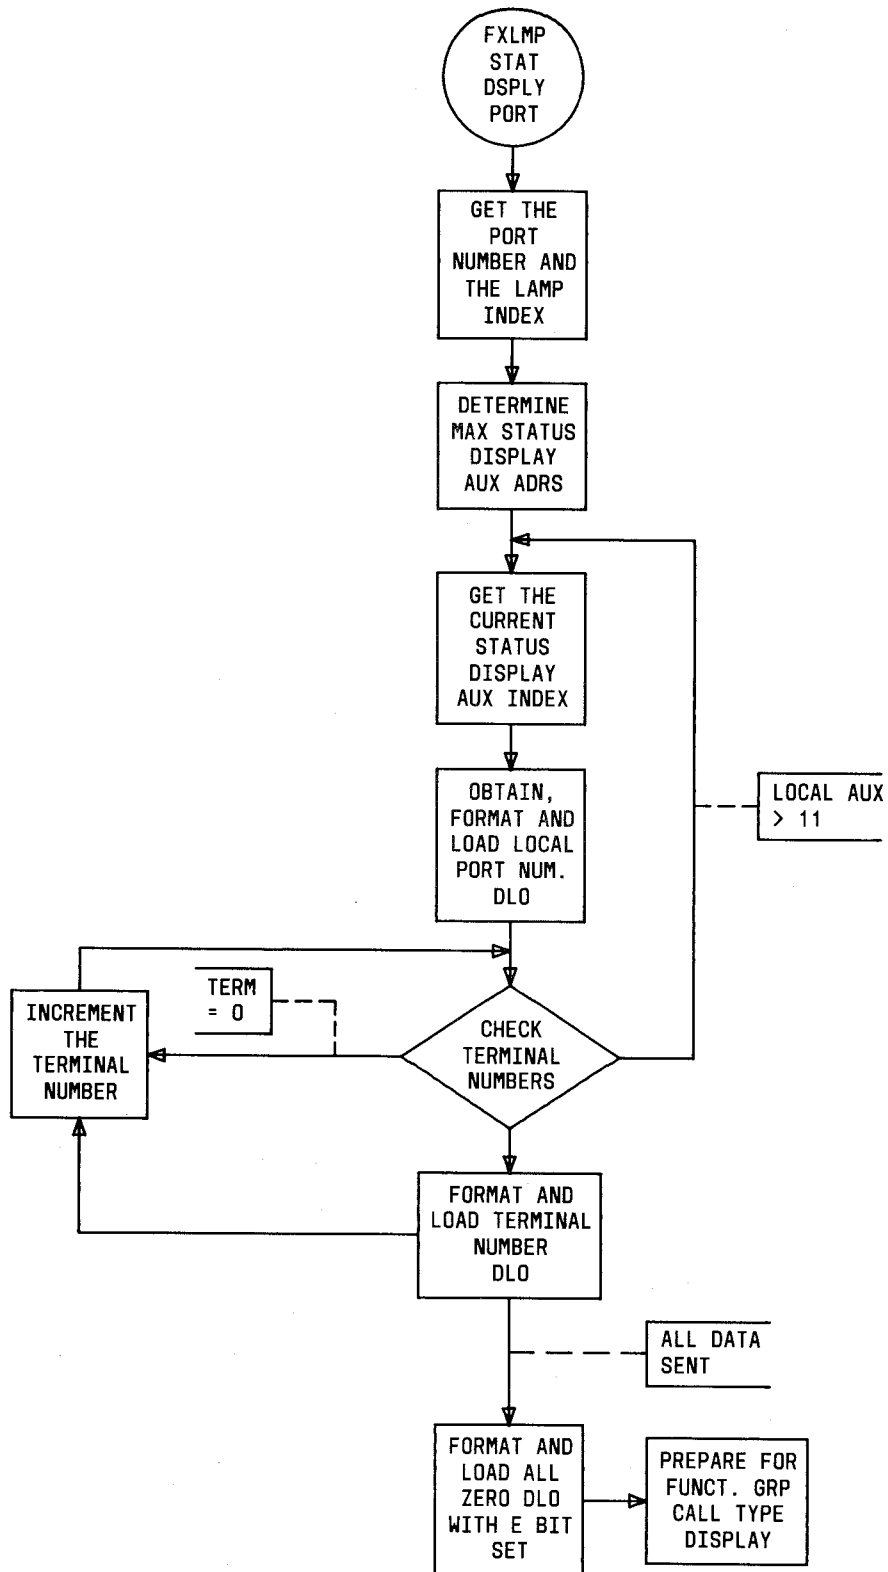 FXLMP
STAT
DSPLY
PORT
GET THE
PORT
NUMBER AND
THE LAMP
INDEX
DETERMINE
MAX STATUS
DISPLAY
AUX ADRS
GET THE
CURRENT
STATUS
DISPLAY
AUX INDEX
OBTAIN,
FORMAT AND
LOAD LOCAL
PORT NUM.
DLO
LOCAL AUX
> 11
TERM
= 0
INCREMENT
THE
TERMINAL
NUMBER
CHECK
TERMINAL
NUMBERS
FORMAT AND
LOAD TERMINAL
NUMBER
DLO
ALL DATA
SENT
FORMAT AND
LOAD ALL
ZERO DLO
WITH E BIT
SET
PREPARE FOR
FUNCT. GRP
CALL TYPE
DISPLAY